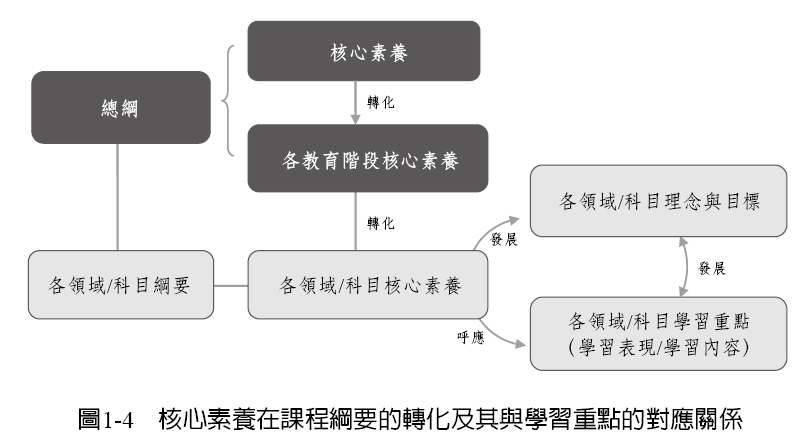 核心素養
轉化
總綱
各教育階段核心素養
轉化
各領域/科目理念與目標
發展
發展
各領域/科目綱要
各領域/科目核心素養
呼應
各領域/科目學習重點
(學習表現/學習內容)
圖1-4 核心素養在課程綱要的轉化及其與學習重點的對應關係